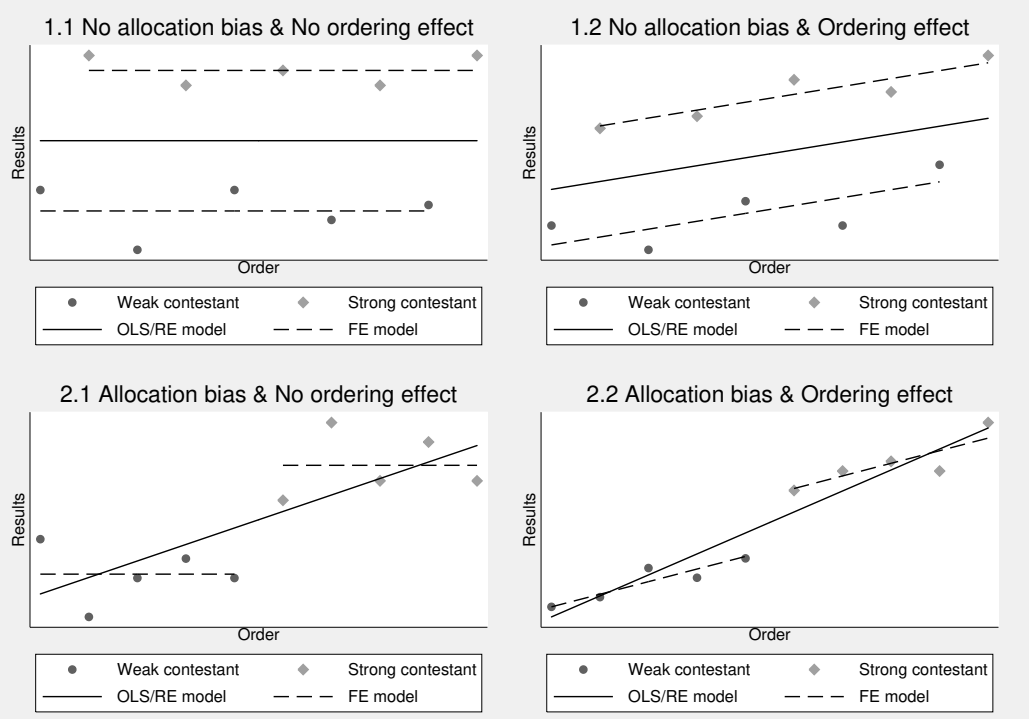 1.1 No allocation bias & No ordering effect
Results
Order
Weak contestant
Strong contestant
OLS/RE model
FE model
1.2 No allocation bias & Ordering effect
Results
Order
Weak contestant
Strong contestant
OLS/RE model
FE model
2.1 Allocation bias & No ordering effect
Results
Order
Weak contestant
Strong contestant
OLS/RE model
FE model
2.2 Allocation bias & Ordering effect
Results
Order
Weak contestant
Strong contestant
OLS/RE model
FE model